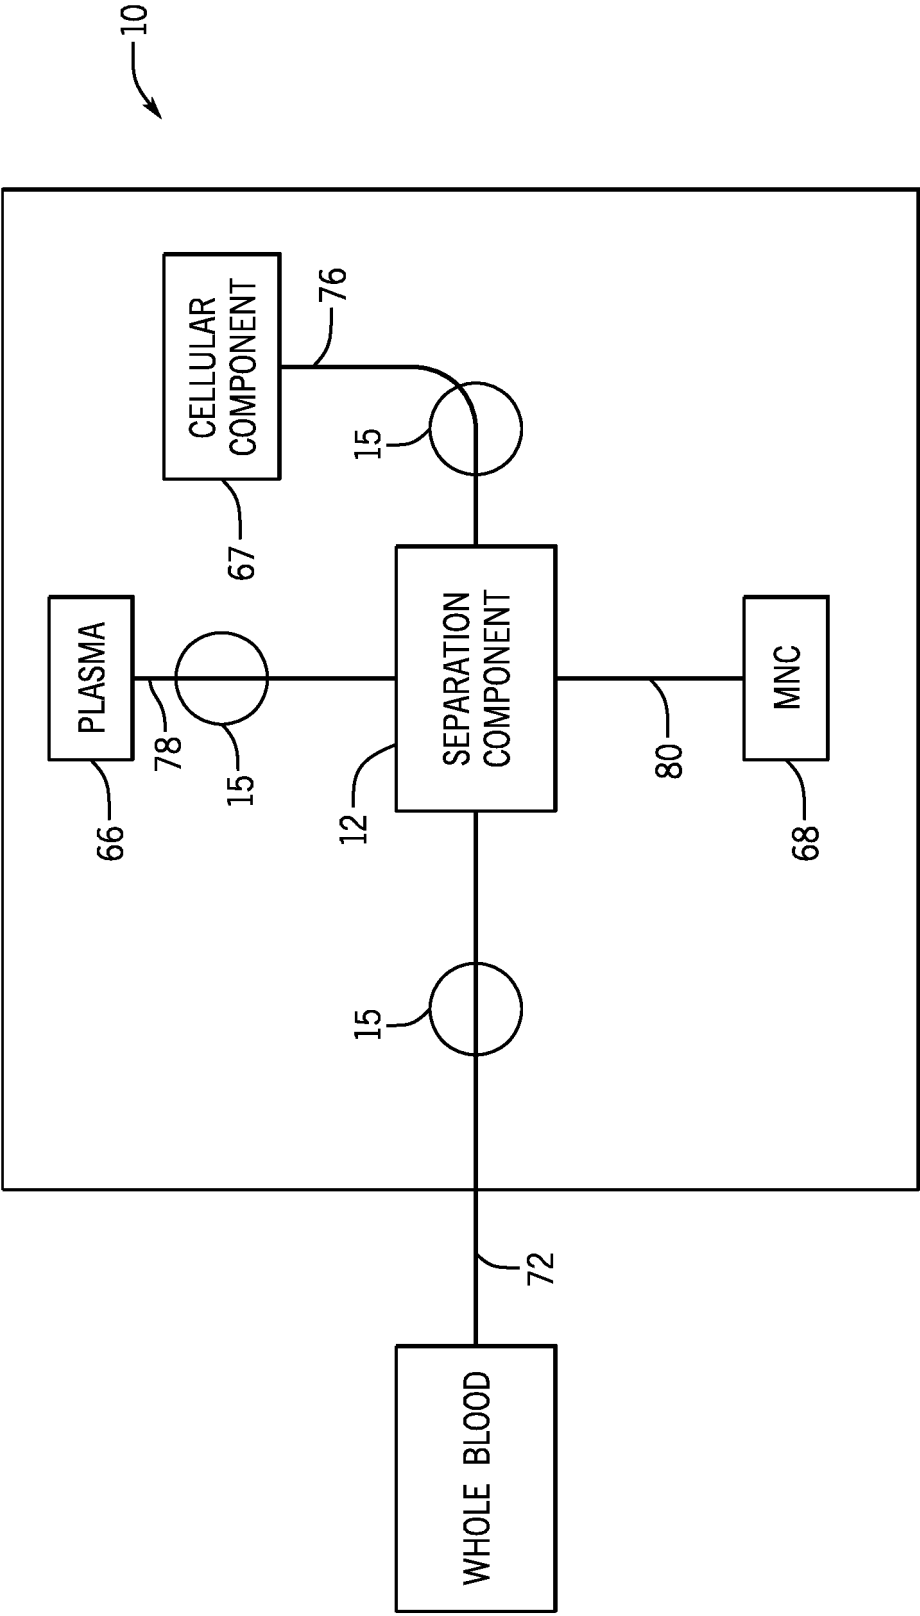 10
CELLULAR
COMPONENT
76
67
15
PLASMA
78
15
66
SEPARATION
COMPONENT
12
MNC
80
68
15
72
WHOLE BLOOD